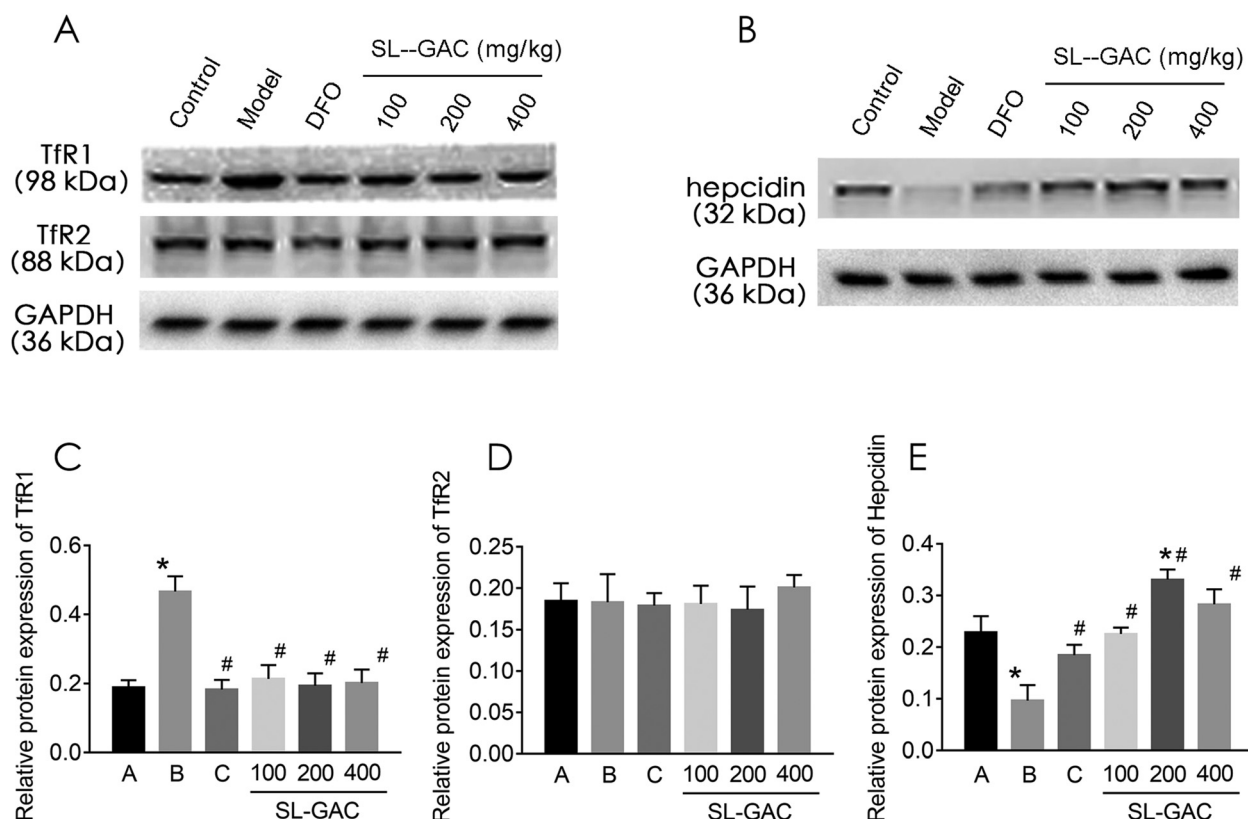 A
SL--GAC (mg/kg)
Control
Model
DFO
100
200
400
TfR1
(98 kDa)
TfR2
(88 kDa)
GAPDH
(36 kDa)
B
SL--GAC (mg/kg)
Control
Model
DFO
100
200
400
hepcidin
(32 kDa)
GAPDH
(36 kDa)
C
Relative protein expression of TfR1
0.6
0.4
0.2
0.0
*
#
#
#
#
A B C 100 200 400
SL-GAC
D
Relative protein expression of TfR2
0.25
0.20
0.15
0.10
0.05
0.00
A B C 100 200 400
SL-GAC
E
Relative protein expression of Hepcidin
0.4
0.3
0.2
0.1
0.0
*
#
#
*#
#
A B C 100 200 400
SL-GAC